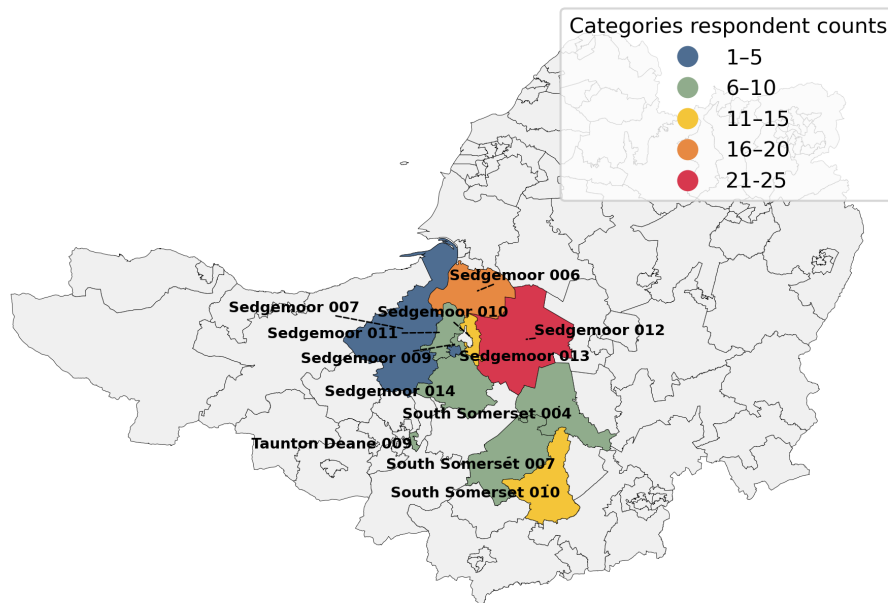 Categories respondent counts
1–5
6–10
11–15
16–20
21-25
Sedgemoor 006
Sedgemoor 007
Sedgemoor 010
Sedgemoor 011
Sedgemoor 012
Sedgemoor 009
Sedgemoor 013
Sedgemoor 014
South Somerset 004
Taunton Deane 009
South Somerset 007
South Somerset 010